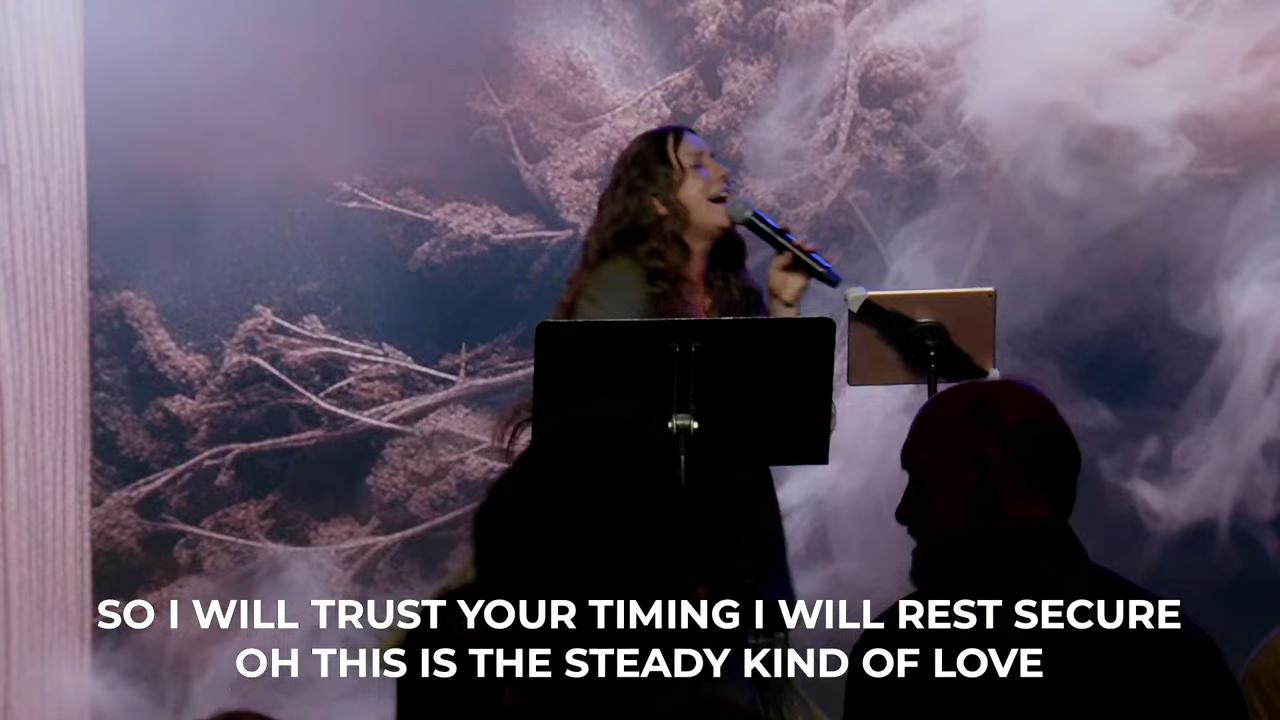 SO I WILL TRUST YOUR TIMING I WILL REST SECURE
OH THIS IS THE STEADY KIND OF LOVE